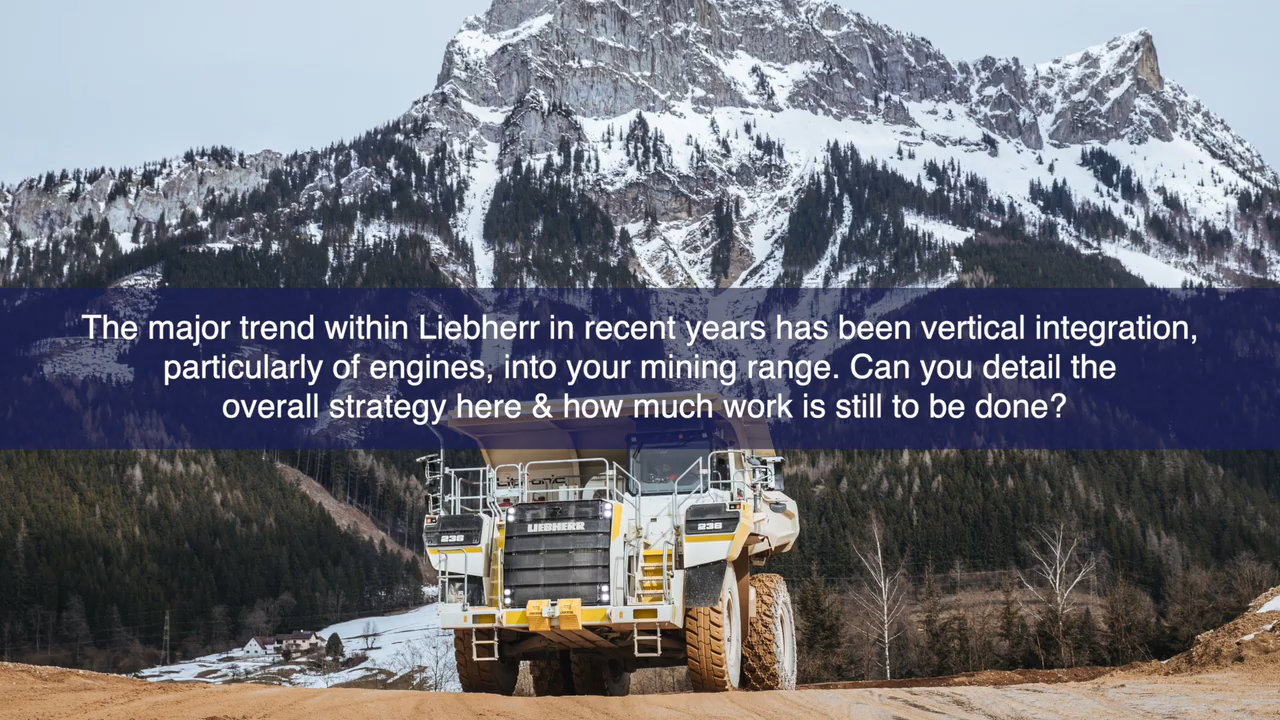 The major trend within Liebherr in recent years has been vertical integration,
particularly of engines, into your mining range. Can you detail the
overall strategy here & how much work is still to be done?
LIEBHERR
236
236